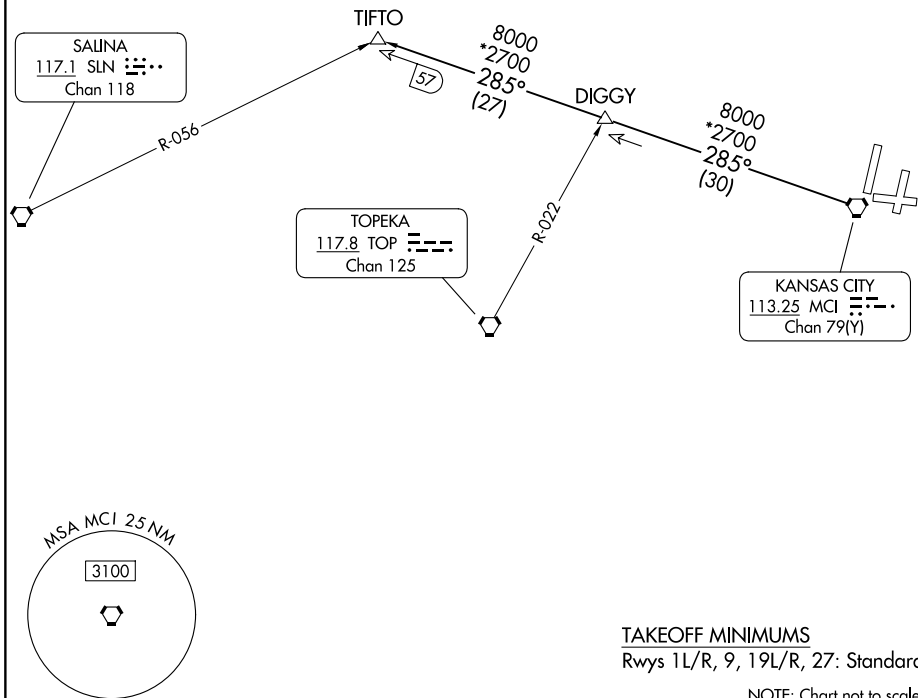 TIFTO
SALINA
117.1 SLN
Chan 118
8000
*2700
285°
(27)
57
DIGGY
8000
*2700
285°
(30)
R-056
R-022
TOPEKA
117.8 TOP
Chan 125
KANSAS CITY
113.25 MCI
Chan 79(Y)
MSA MCI 25 NM
3100
TAKEOFF MINIMUMS
Rwys 1L/R, 9, 19L/R, 27: Standard
NOTE: Chart not to scale